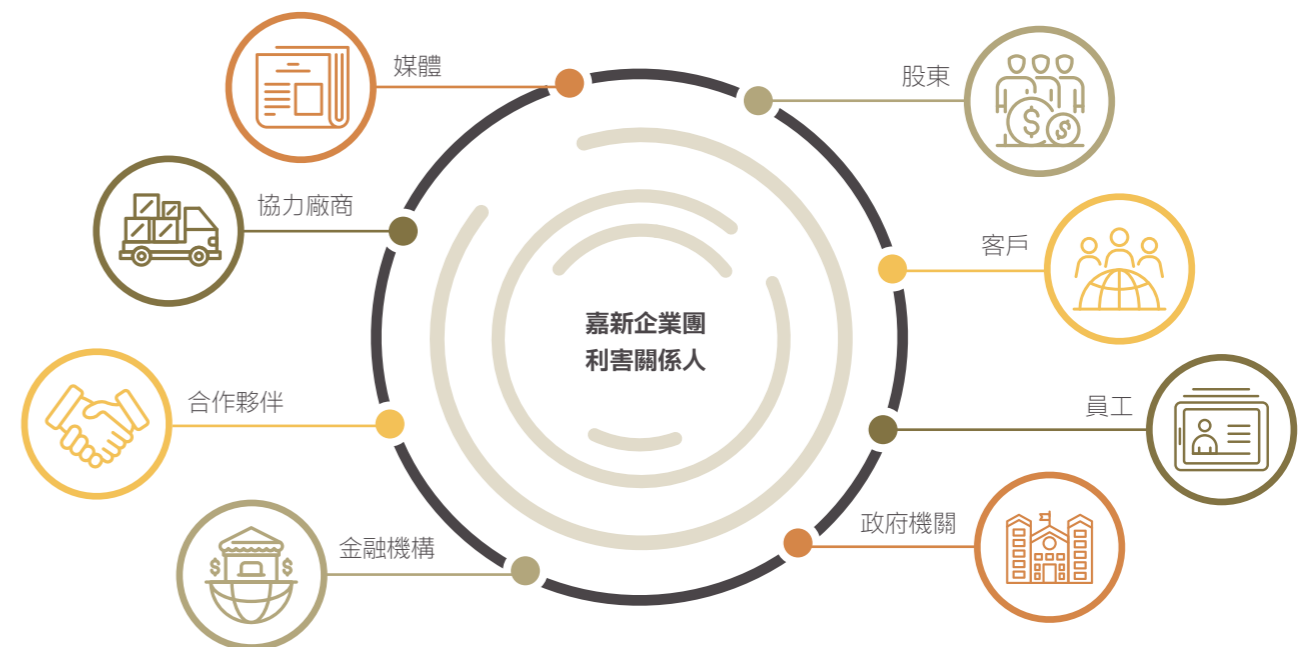 媒體
股東
協力廠商
客戶
嘉新企業團
利害關係人
合作夥伴
員工
金融機構
政府機關